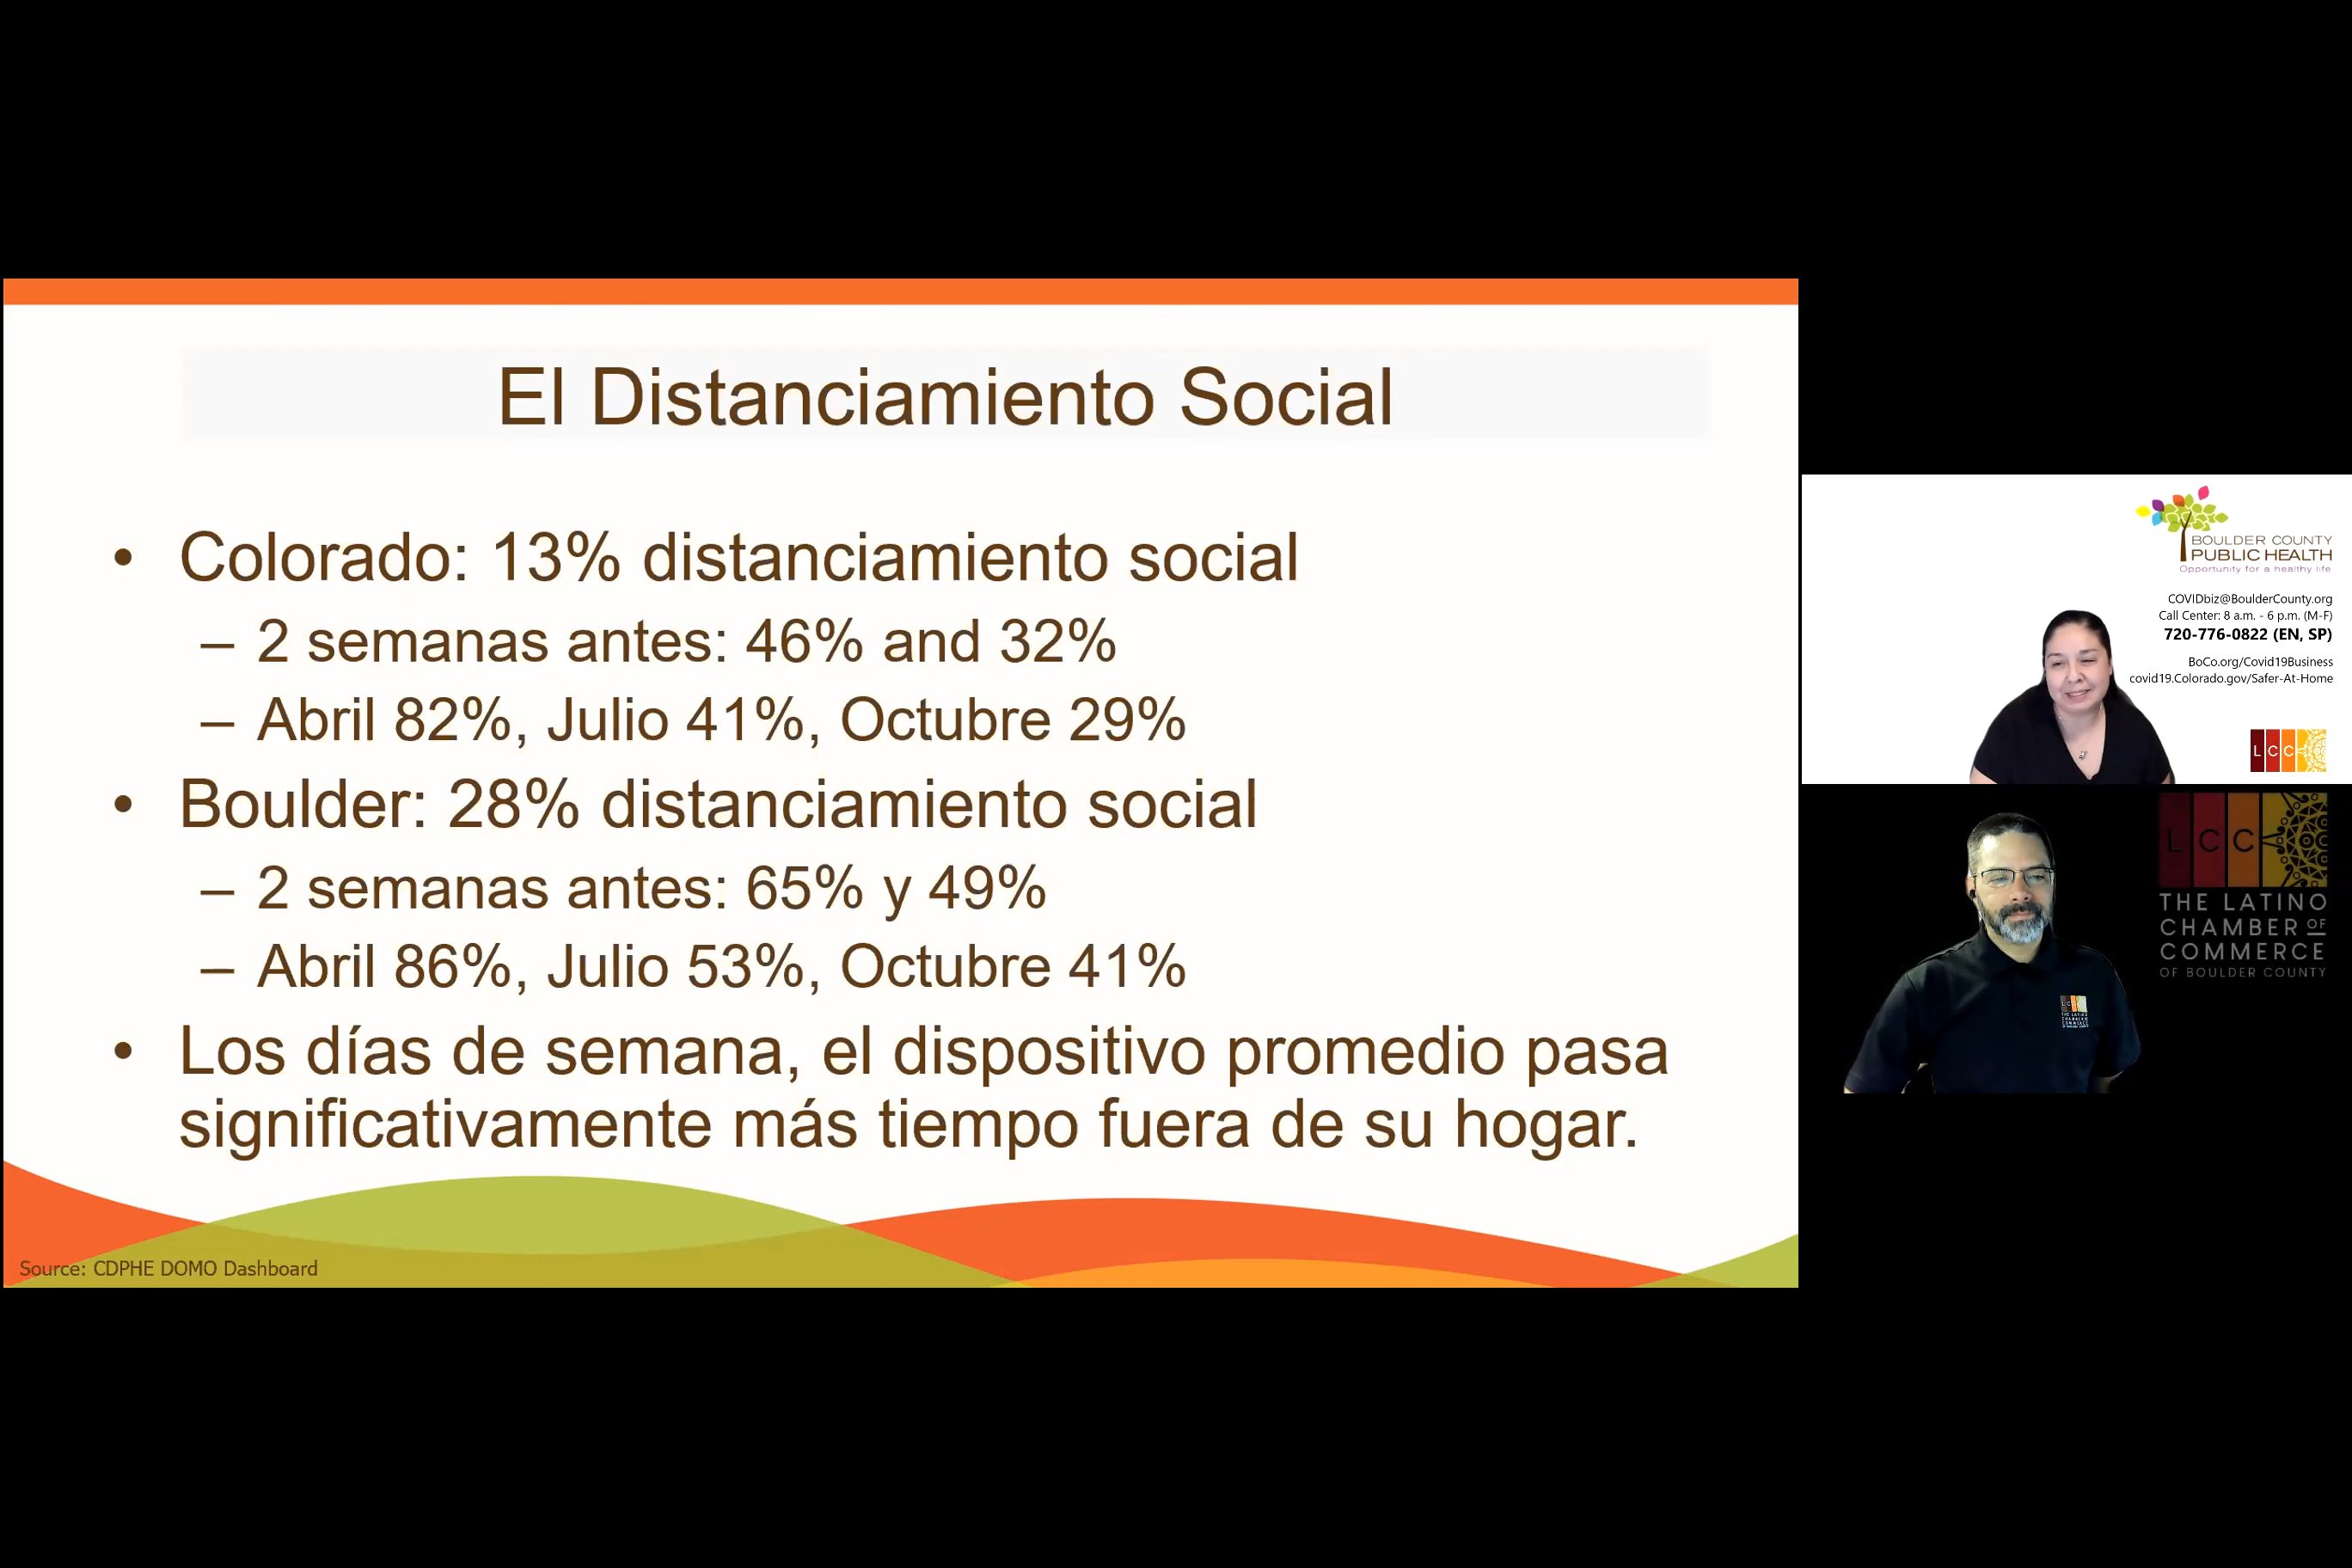 El Distanciamiento Social
• Colorado: 13% distanciamiento social
– 2 semanas antes: 46% and 32%
– Abril 82%, Julio 41%, Octubre 29%
• Boulder: 28% distanciamiento social
– 2 semanas antes: 65% y 49%
– Abril 86%, Julio 53%, Octubre 41%
• Los días de semana, el dispositivo promedio pasa
significativamente más tiempo fuera de su hogar.
Source: CDPHE DOMO Dashboard
BOULDER COUNTY
PUBLIC HEALTH
Opportunity for a healthy life
COVIDbiz@BoulderCounty.org
Call Center: 8 a.m. - 6 p.m. (M-F)
720-776-0822 (EN, SP)
BoCo.org/Covid19Business
covid19.Colorado.gov/Safer-At-Home
LCC
LCC
THE LATINO
CHAMBER OF
COMMERCE
OF BOULDER COUNTY